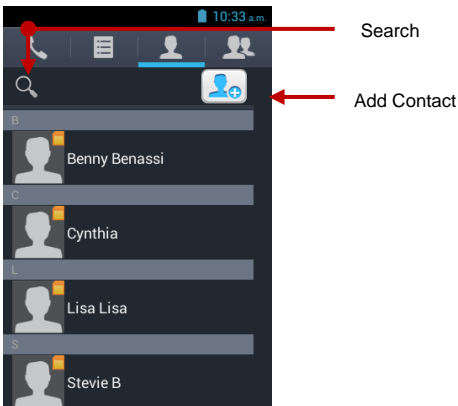 10:33 a.m.
Search
Add Contact
B
Benny Benassi
C
Cynthia
L
Lisa Lisa
S
Stevie B